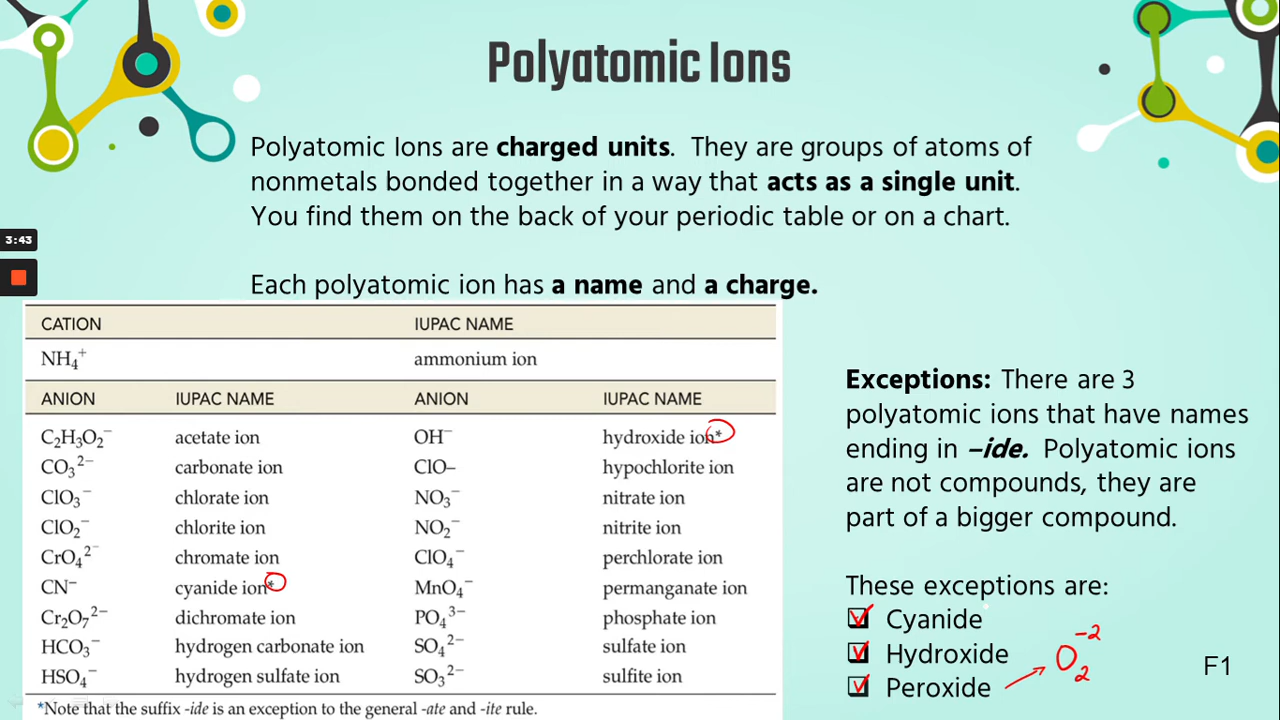 Polyatomic Ions
Polyatomic Ions are charged units. They are groups of atoms of
nonmetals bonded together in a way that acts as a single unit.
You find them on the back of your periodic table or on a chart.
3:43
Each polyatomic ion has a name and a charge.
CATION IUPAC NAME
NH₄⁺ ammonium ion
ANION IUPAC NAME ANION IUPAC NAME
C₂H₃O₂⁻ acetate ion OH⁻ hydroxide ion*
CO₃²⁻ carbonate ion ClO– hypochlorite ion
ClO₃⁻ chlorate ion NO₃⁻ nitrate ion
ClO₂⁻ chlorite ion NO₂⁻ nitrite ion
CrO₄²⁻ chromate ion ClO₄⁻ perchlorate ion
CN⁻ cyanide ion* MnO₄⁻ permanganate ion
Cr₂O₇²⁻ dichromate ion PO₄³⁻ phosphate ion
HCO₃⁻ hydrogen carbonate ion SO₄²⁻ sulfate ion
HSO₄⁻ hydrogen sulfate ion SO₃²⁻ sulfite ion
*Note that the suffix -ide is an exception to the general -ate and -ite rule.
Exceptions: There are 3
polyatomic ions that have names
ending in –ide. Polyatomic ions
are not compounds, they are
part of a bigger compound.
These exceptions are:
Cyanide
Hydroxide
Peroxide
O₂⁻²
F1